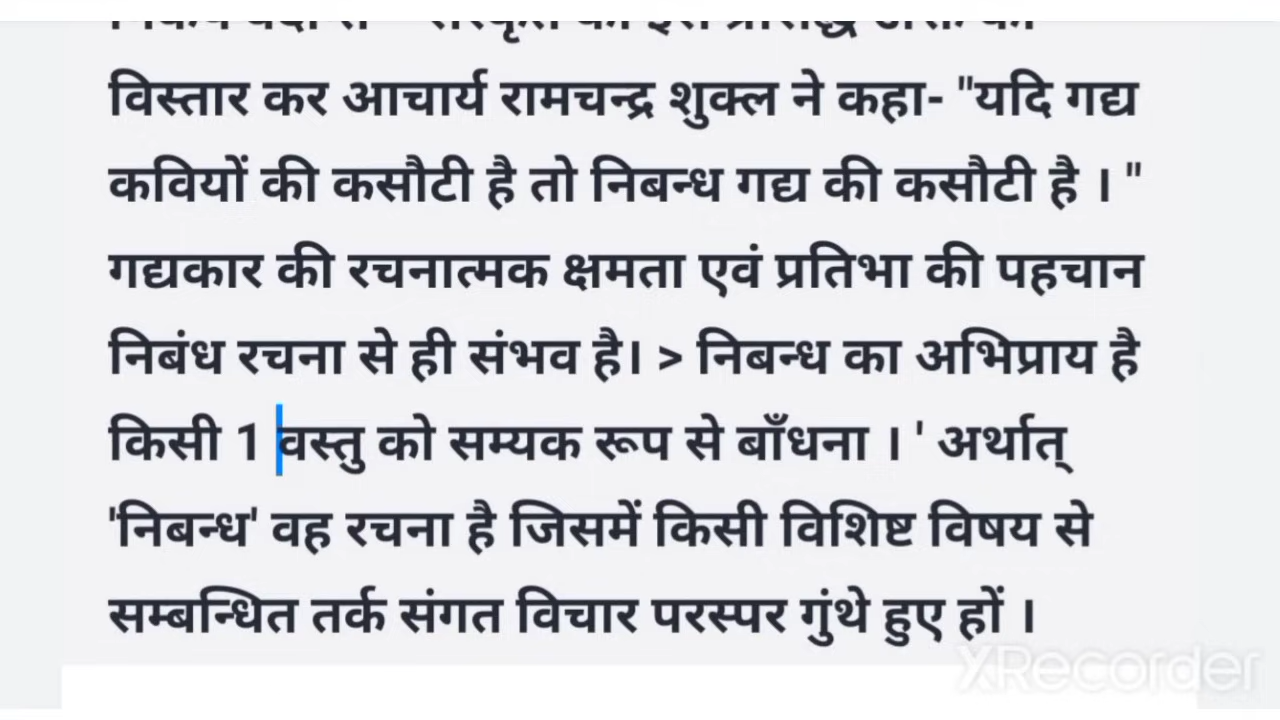 विस्तार कर आचार्य रामचन्द्र शुक्ल ने कहा- "यदि गद्य
कवियों की कसौटी है तो निबन्ध गद्य की कसौटी है । "
गद्यकार की रचनात्मक क्षमता एवं प्रतिभा की पहचान
निबंध रचना से ही संभव है। > निबन्ध का अभिप्राय है
किसी 1 वस्तु को सम्यक रूप से बाँधना । ' अर्थात्
'निबन्ध' वह रचना है जिसमें किसी विशिष्ट विषय से
सम्बन्धित तर्क संगत विचार परस्पर गुंथे हुए हों ।
XRecorder